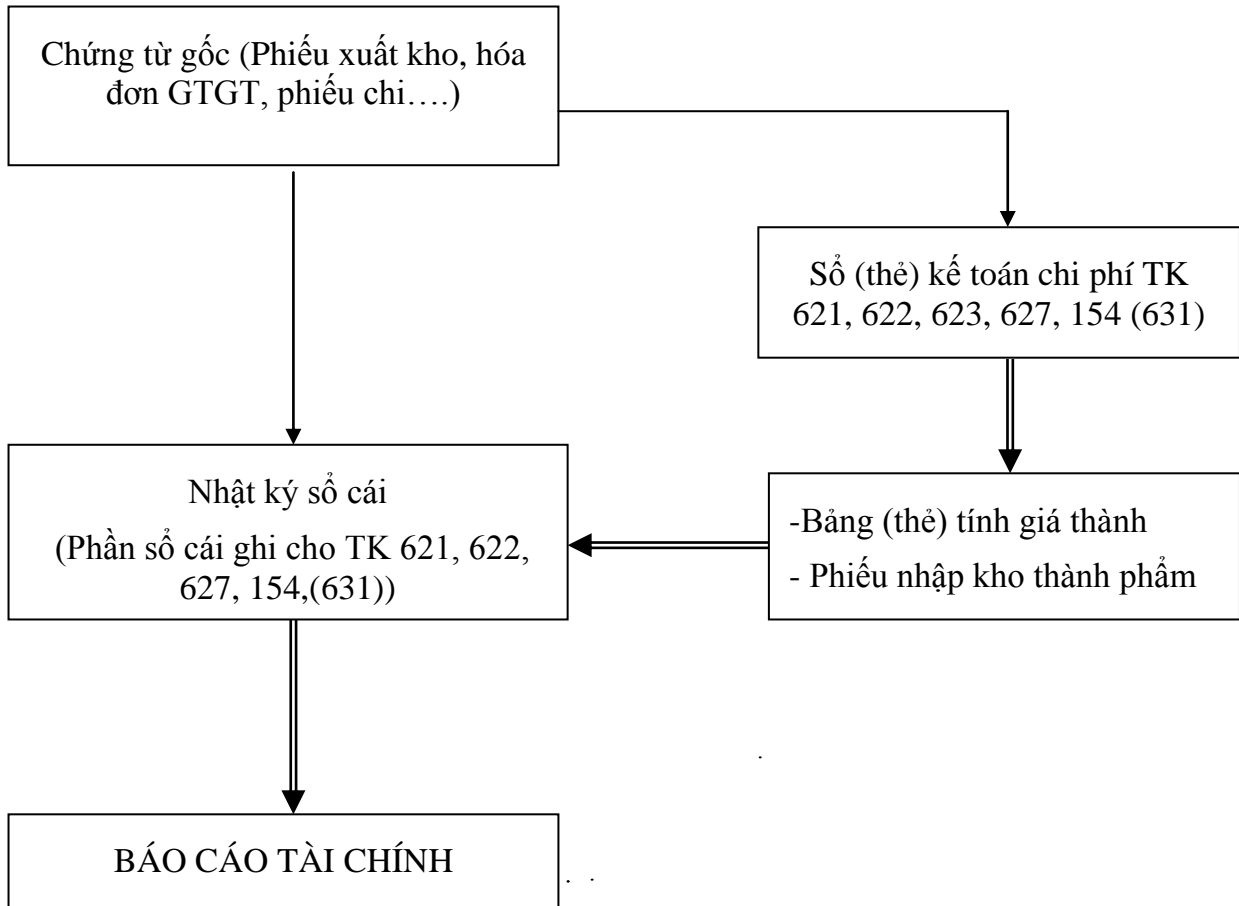 Chứng từ gốc (Phiếu xuất kho, hóa
đơn GTGT, phiếu chi….)
Sổ (thẻ) kế toán chi phí TK
621, 622, 623, 627, 154 (631)
Nhật ký sổ cái
(Phần sổ cái ghi cho TK 621, 622,
627, 154,(631))
-Bảng (thẻ) tính giá thành
- Phiếu nhập kho thành phẩm
BÁO CÁO TÀI CHÍNH